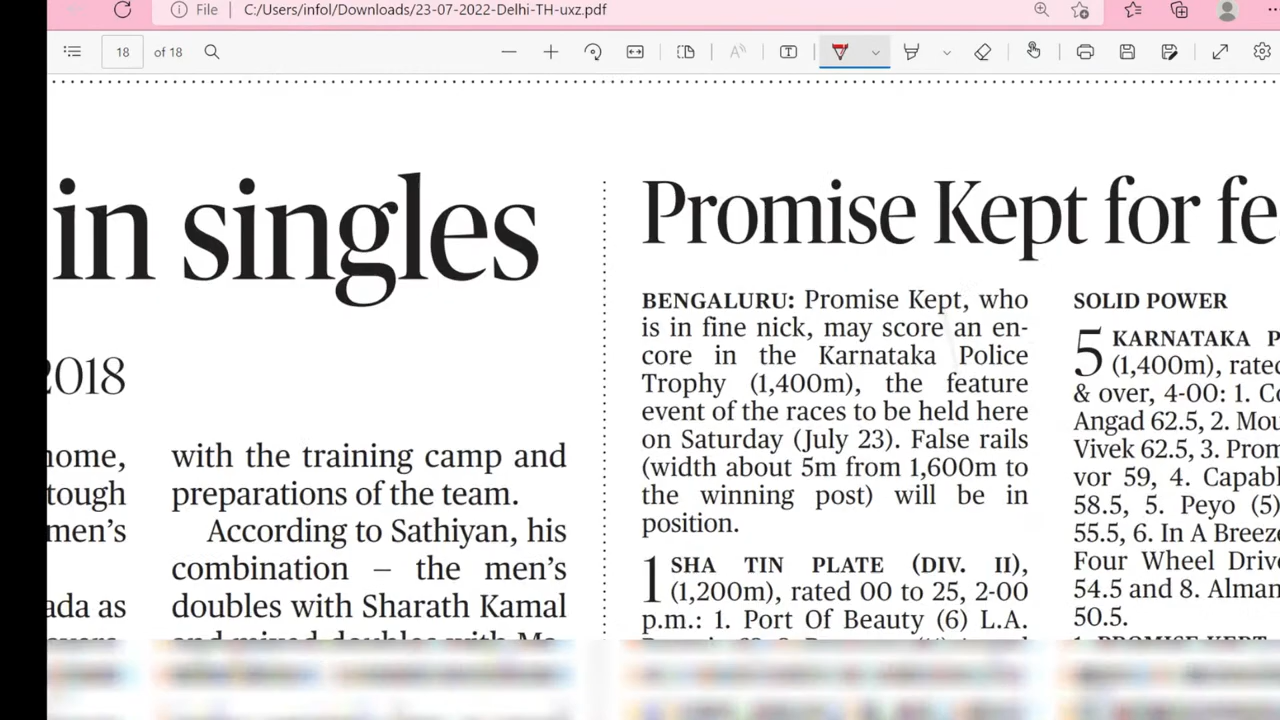 File C:/Users/infol/Downloads/23-07-2022-Delhi-TH-uxz.pdf
18 of 18
in singles
2018
home,
tough
men's
ada as
with the training camp and
preparations of the team.
According to Sathiyan, his
combination – the men's
doubles with Sharath Kamal
and mixed doubles with
Promise Kept for
BENGALURU: Promise Kept, who
is in fine nick, may score an en-
core in the Karnataka Police
Trophy (1,400m), the feature
event of the races to be held here
on Saturday (July 23). False rails
(width about 5m from 1,600m to
the winning post) will be in
position.
1 SHA TIN PLATE (DIV. II),
(1,200m), rated 00 to 25, 2-00
p.m.: 1. Port Of Beauty (6) L.A.
SOLID POWER
5 KARNATAKA P
(1,400m), rated
& over, 4-00: 1. Co
Angad 62.5, 2. Mou
Vivek 62.5, 3. Prom
vor 59, 4. Capabl
58.5, 5. Peyo (5)
55.5, 6. In A Breeze
Four Wheel Drive
54.5 and 8. Alman
50.5.
1. PROMISE KEPT